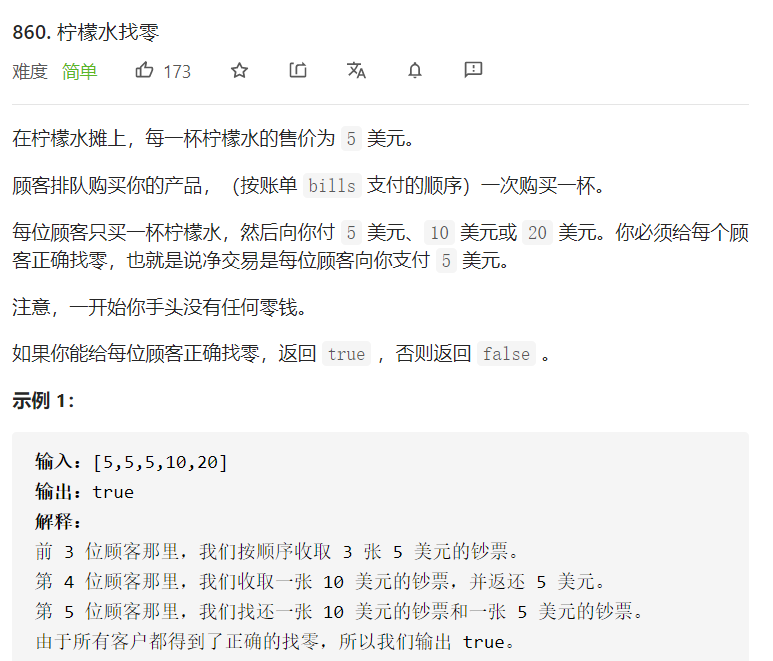 860. 柠檬水找零
难度 简单 173
在柠檬水摊上，每一杯柠檬水的售价为 5 美元。
顾客排队购买你的产品，（按账单 bills 支付的顺序）一次购买一杯。
每位顾客只买一杯柠檬水，然后向你付 5 美元、10 美元或 20 美元。你必须给每个顾
客正确找零，也就是说净交易是每位顾客向你支付 5 美元。
注意，一开始你手头没有任何零钱。
如果你能给每位顾客正确找零，返回 true ，否则返回 false 。
示例 1：
输入：[5,5,5,10,20]
输出：true
解释：
前 3 位顾客那里，我们按顺序收取 3 张 5 美元的钞票。
第 4 位顾客那里，我们收取一张 10 美元的钞票，并返还 5 美元。
第 5 位顾客那里，我们找还一张 10 美元的钞票和一张 5 美元的钞票。
由于所有客户都得到了正确的找零，所以我们输出 true。